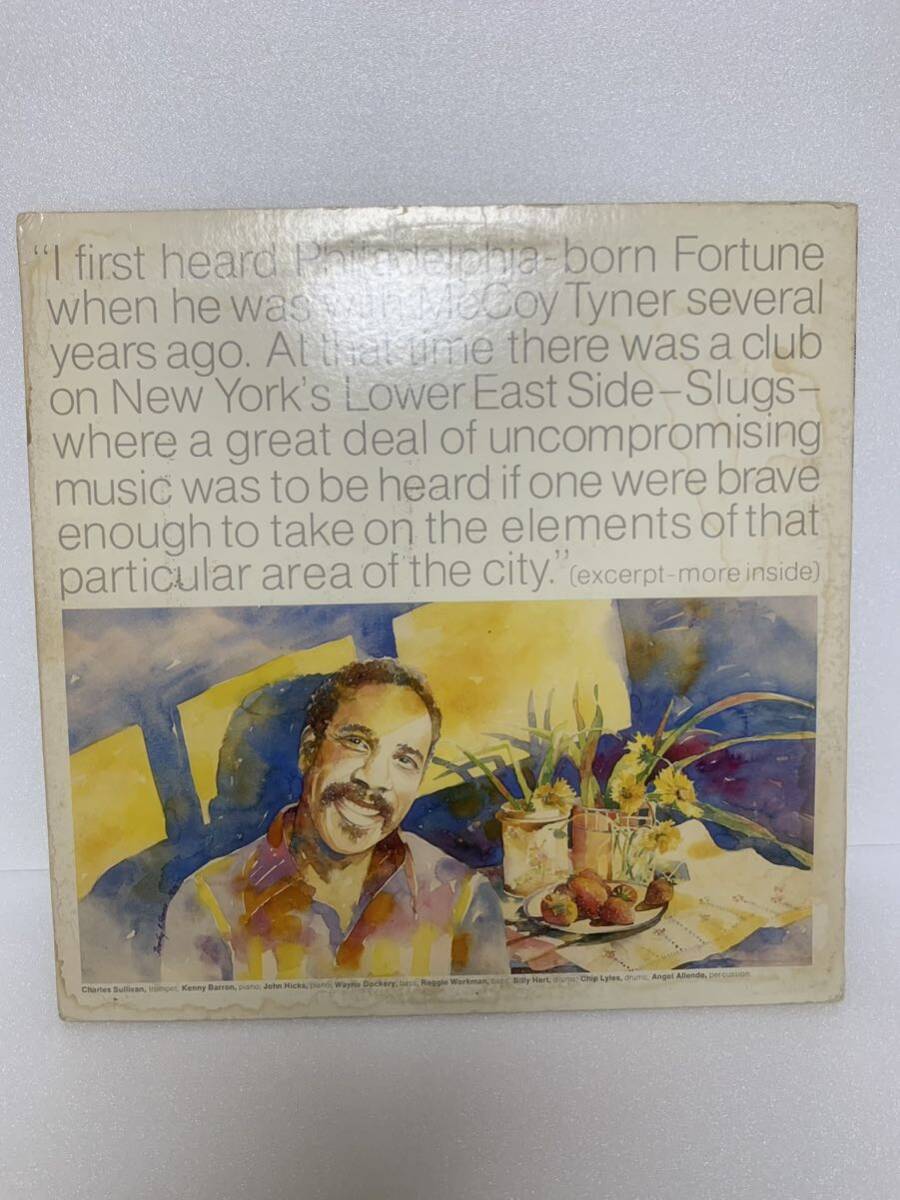 “I first heard Philadelphia-born Fortune
when he was with McCoy Tyner several
years ago. At that time there was a club
on New York's Lower East Side–Slugs–
where a great deal of uncompromising
music was to be heard if one were brave
enough to take on the elements of that
particular area of the city.” (excerpt-more inside)
Charles Sullivan, trumpet; Kenny Barron, piano; John Hicks, piano; Wayne Dockery, bass; Reggie Workman, bass; Billy Hart, drums; Chip Lyles, drums; Angel Allende, percussion